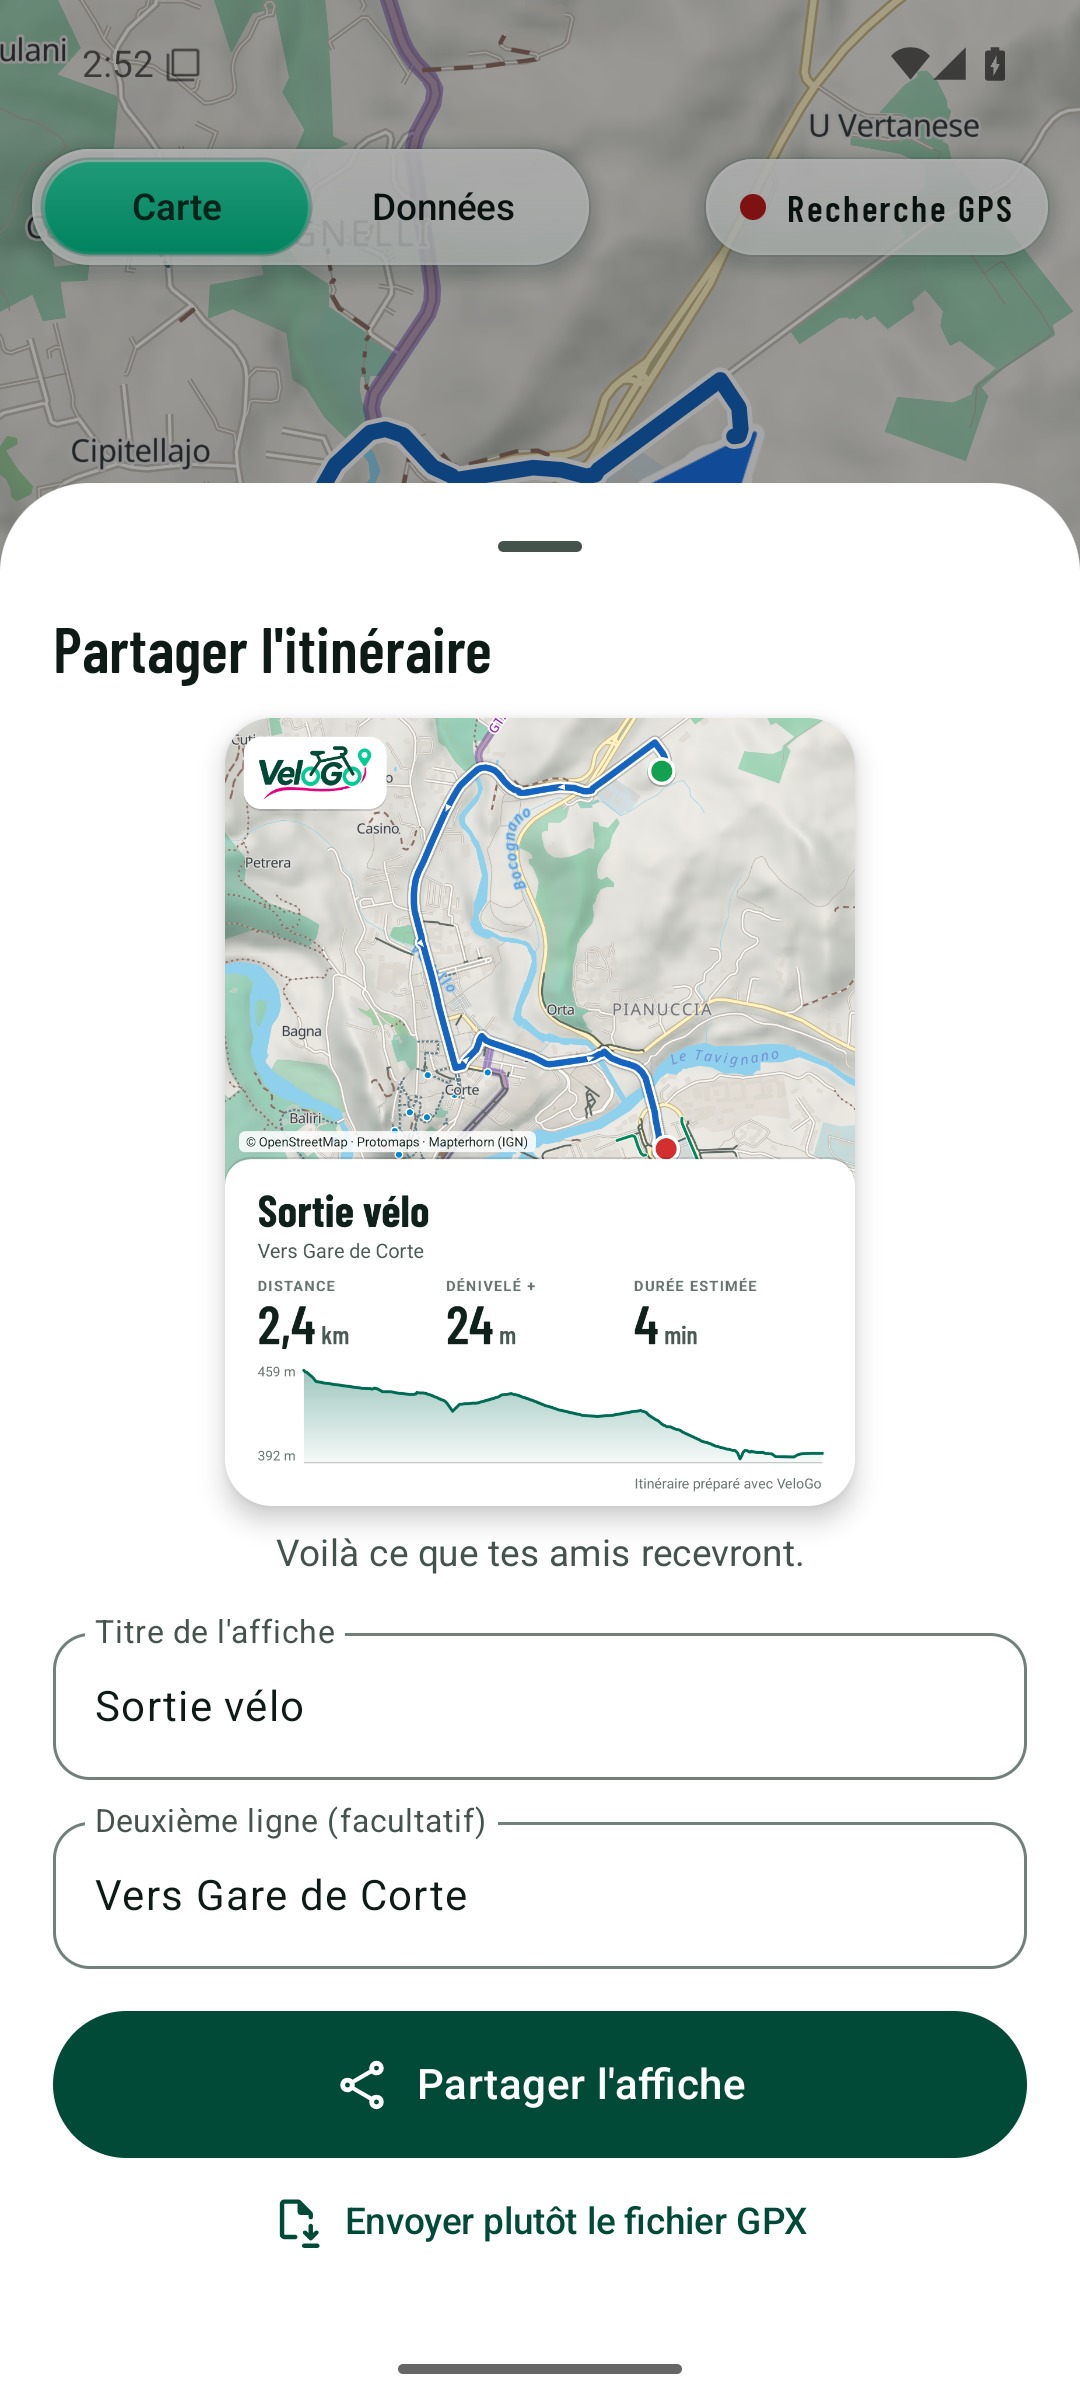 ulani
2:52
U Vertanese
Carte
Données
Recherche GPS
GNELLI
Cipitellajo
Partager l'itinéraire
VeloGo
Casino
Petrera
Bocognano
Orta
PIANUCCIA
Bagna
Le Tavignano
Corte
Baliri
© OpenStreetMap · Protomaps · Mapterhorn (IGN)
Sortie vélo
Vers Gare de Corte
DISTANCE
DÉNIVELÉ +
DURÉE ESTIMÉE
2,4 km
24 m
4 min
459 m
392 m
Itinéraire préparé avec VeloGo
Voilà ce que tes amis recevront.
Titre de l'affiche
Sortie vélo
Deuxième ligne (facultatif)
Vers Gare de Corte
Partager l'affiche
Envoyer plutôt le fichier GPX